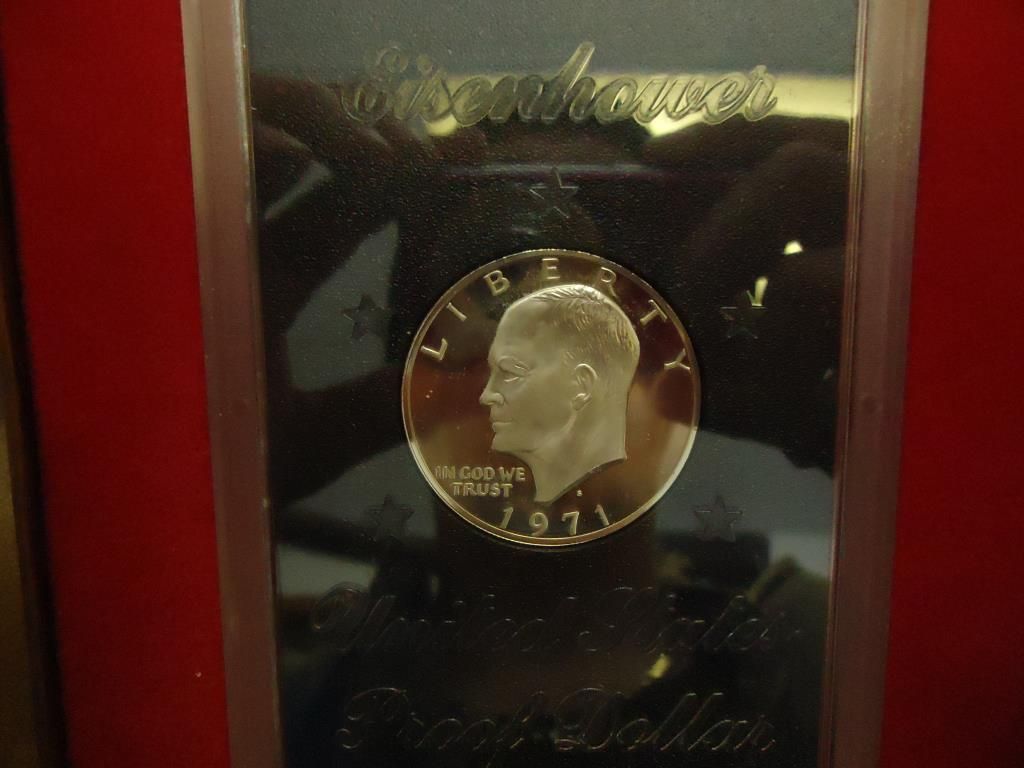 Eisenhower
LIBERTY
IN GOD WE
TRUST
S
1971
United States
Proof Dollar